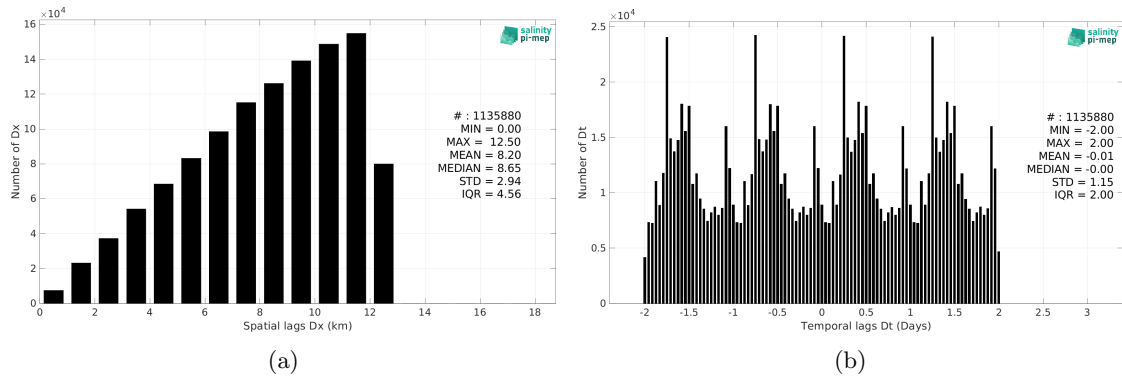 ×10⁴
16
14
12
10
8
6
4
2
0
Number of Dx
0 2 4 6 8 10 12 14 16 18
Spatial lags Dx (km)
salinity
pi-mep
# : 1135880
MIN = 0.00
MAX = 12.50
MEAN = 8.20
MEDIAN = 8.65
STD = 2.94
IQR = 4.56
(a)
×10⁴
2.5
2
1.5
1
0.5
0
Number of Dt
-2 -1.5 -1 -0.5 0 0.5 1 1.5 2 2.5 3
Temporal lags Dt (Days)
salinity
pi-mep
# : 1135880
MIN = -2.00
MAX = 2.00
MEAN = -0.01
MEDIAN = -0.00
STD = 1.15
IQR = 2.00
(b)